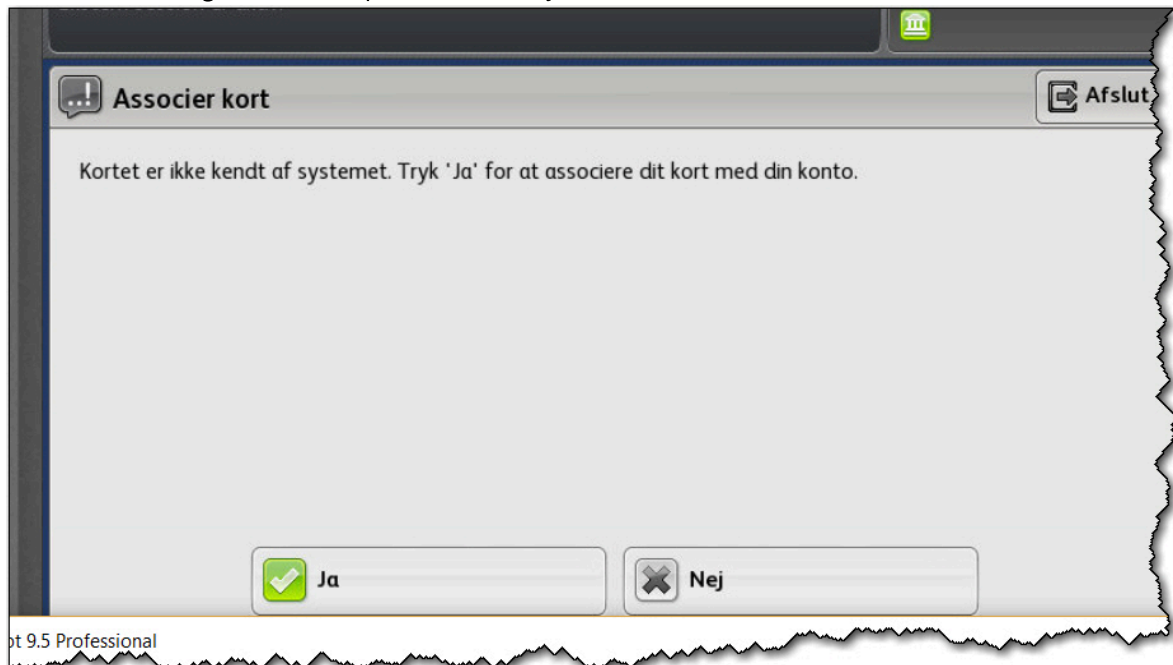 Associer kort
Afslut
Kortet er ikke kendt af systemet. Tryk 'Ja' for at associere dit kort med din konto.
Ja
Nej
9.5 Professional